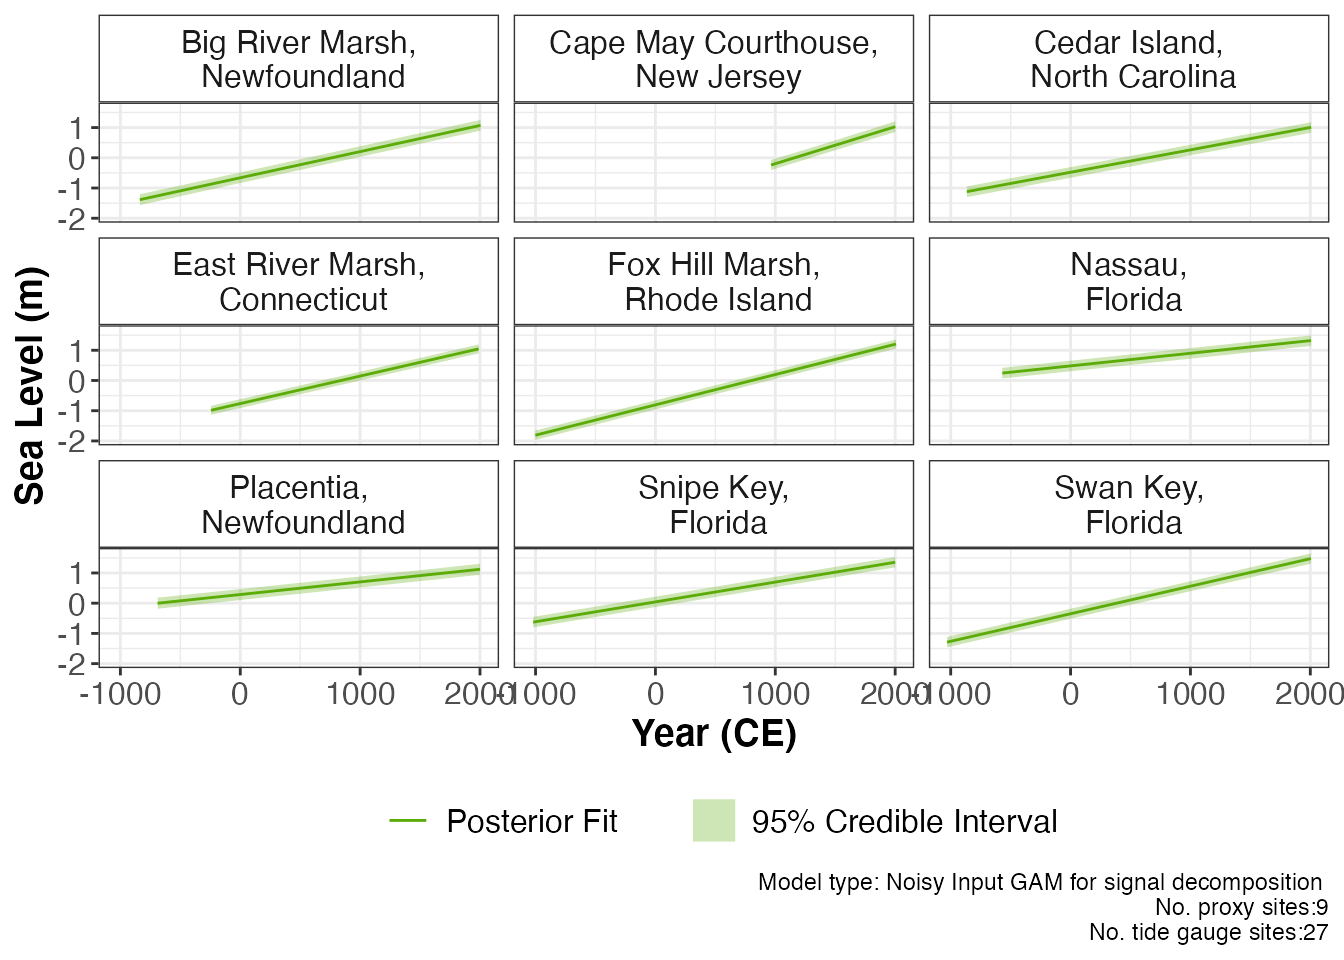 Big River Marsh,
Newfoundland
Cape May Courthouse,
New Jersey
Cedar Island,
North Carolina
1
0
-1
-2
East River Marsh,
Connecticut
Fox Hill Marsh,
Rhode Island
Nassau,
Florida
1
0
-1
-2
Sea Level (m)
Placentia,
Newfoundland
Snipe Key,
Florida
Swan Key,
Florida
1
0
-1
-2
-1000 0 1000 2000
-1000 0 1000 2000
-1000 0 1000 2000
Year (CE)
Posterior Fit
95% Credible Interval
Model type: Noisy Input GAM for signal decomposition
No. proxy sites:9
No. tide gauge sites:27